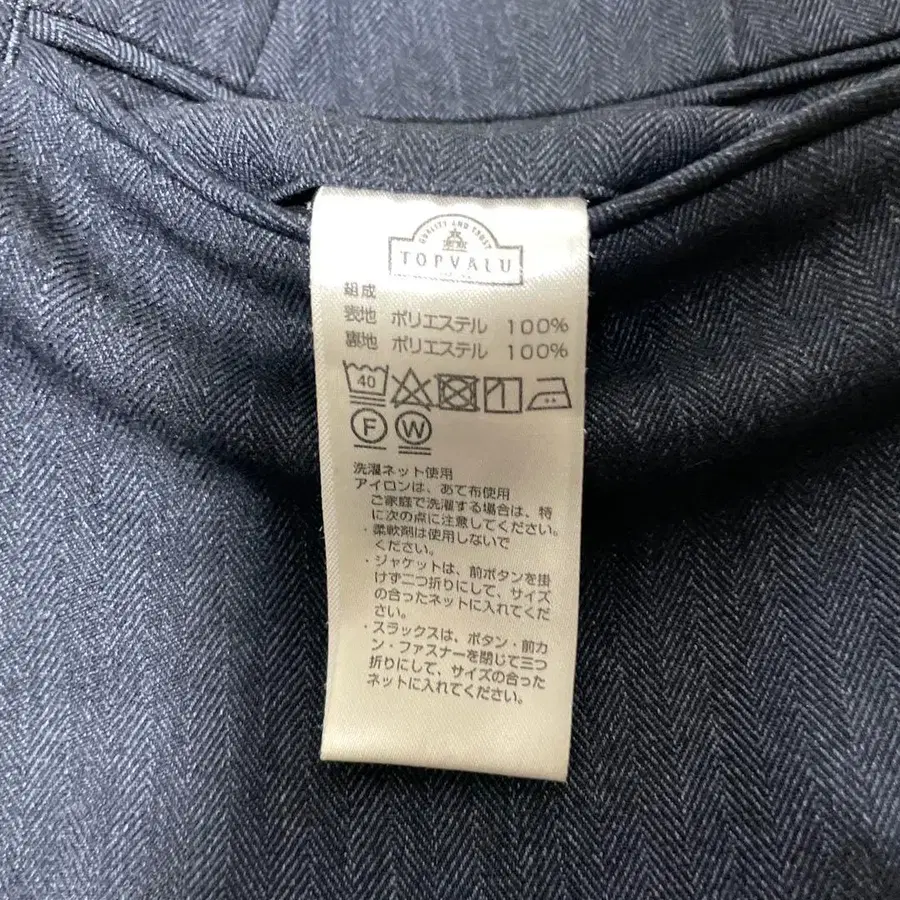 QUALITY AND TRUST
TOPVALU
組成
表地 ポリエステル 100%
裏地 ポリエステル 100%
40
F W
洗濯ネット使用
アイロンは、あて布使用
ご家庭で洗濯する場合は、特
に次の点に注意してください。
・柔軟剤は使用しないで
ください。
・ジャケットは、前ボタンを掛
けず二つ折りにして、サイズ
の合ったネットに入れてくだ
さい。
・スラックスは、ボタン・前カ
ン・ファスナーを閉じて三つ
折りにして、サイズの合った
ネットに入れてください。